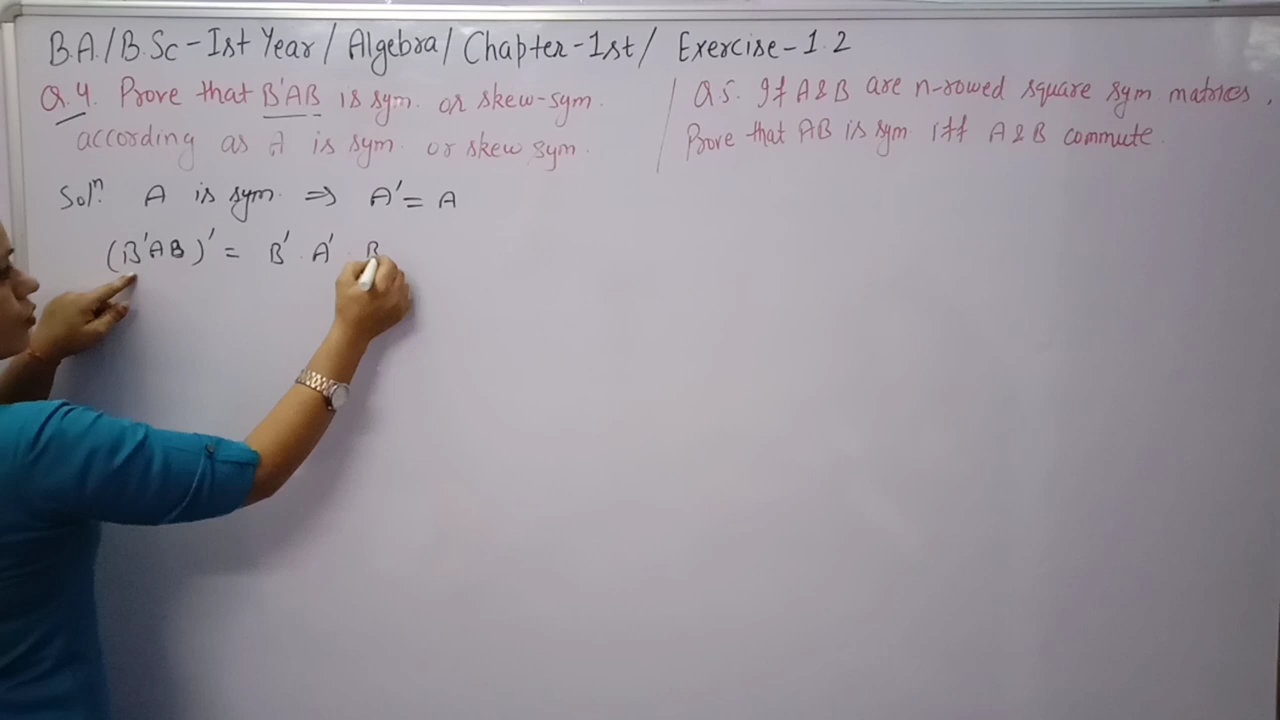 B.A./B.Sc-Ist Year/Algebra/Chapter-1st/ Exercise-1.2
Q.4. Prove that B'AB is sym. or skew-sym.
according as A is sym. or skew sym.
Q5. If A & B are n-rowed square sym matrices,
Prove that AB is sym iff A & B commute.
Solⁿ. A is sym. ⇒ A' = A
(B'AB)' = B'. A'. B